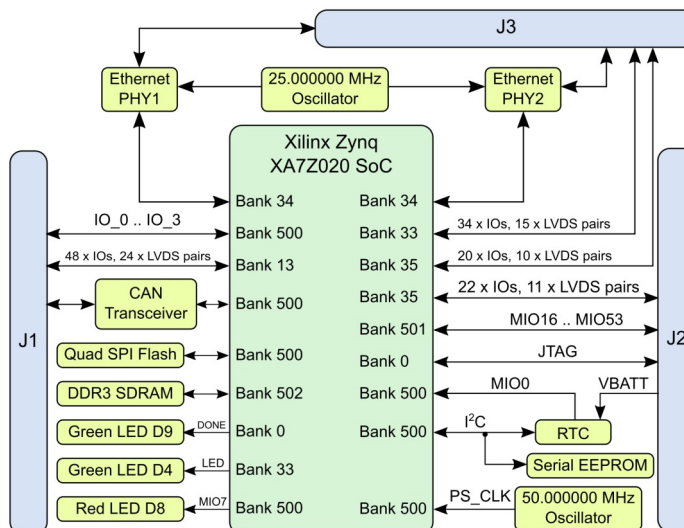 J3
Ethernet
PHY1
25.000000 MHz
Oscillator
Ethernet
PHY2
Xilinx Zynq
XA7Z020 SoC
J1
IO_0 .. IO_3
48 x IOs, 24 x LVDS pairs
CAN
Transceiver
Quad SPI Flash
DDR3 SDRAM
Green LED D9
DONE
Green LED D4
LED
Red LED D8
MIO7
Bank 34
Bank 500
Bank 13
Bank 500
Bank 500
Bank 502
Bank 0
Bank 33
Bank 500
Bank 34
Bank 33
Bank 35
Bank 35
Bank 501
Bank 0
Bank 500
Bank 500
Bank 500
34 x IOs, 15 x LVDS pairs
20 x IOs, 10 x LVDS pairs
22 x IOs, 11 x LVDS pairs
MIO16 .. MIO53
JTAG
MIO0
VBATT
I²C
RTC
Serial EEPROM
PS_CLK
50.000000 MHz
Oscillator
J2